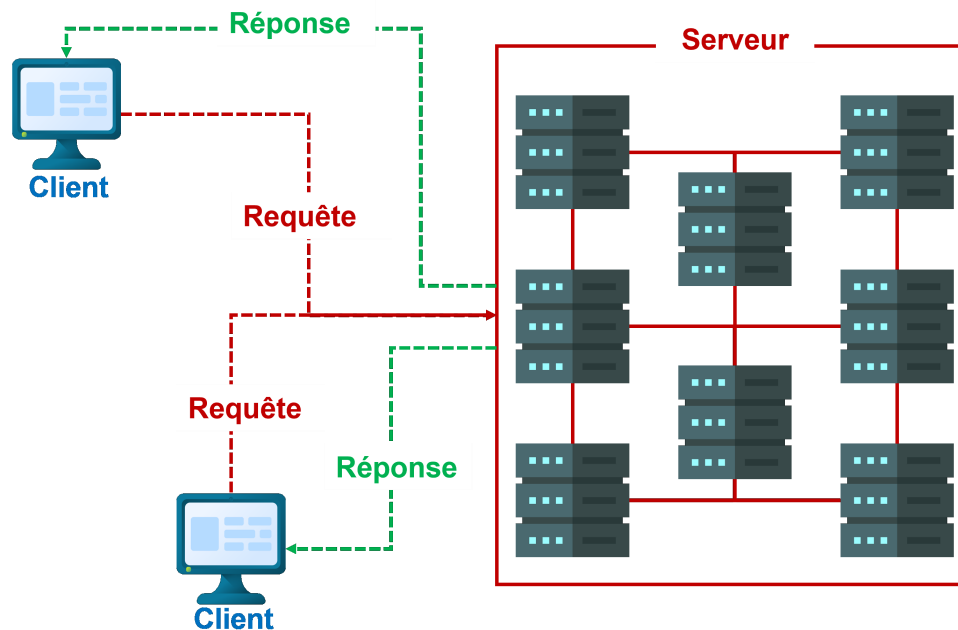 Réponse
Serveur
Client
Requête
Requête
Réponse
Client